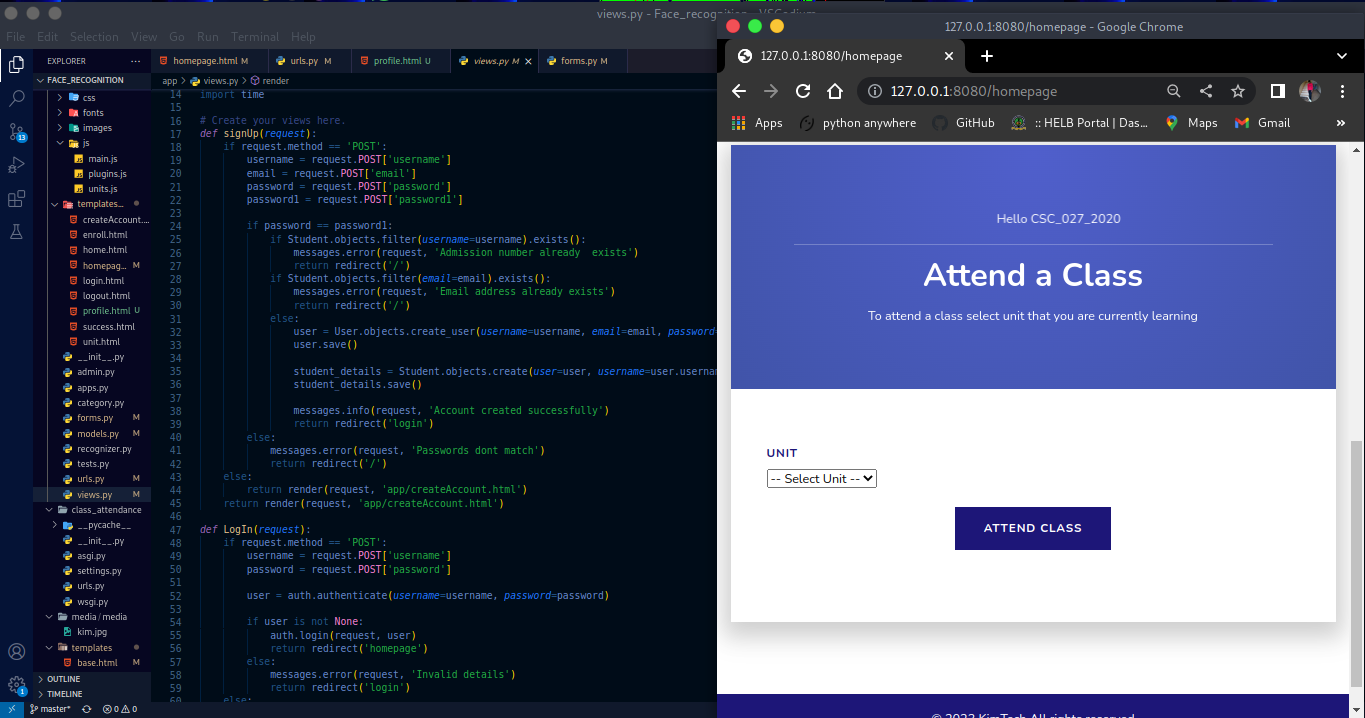 views.py - Face_recognition - VSCodium
File Edit Selection View Go Run Terminal Help
EXPLORER
FACE_RECOGNITION
css
fonts
images
js
main.js
plugins.js
units.js
templates...
createAccount....
enroll.html
home.html
homepag... M
login.html
logout.html
profile.html U
success.html
unit.html
__init__.py
admin.py
apps.py
category.py
forms.py M
models.py M
recognizer.py
tests.py
urls.py M
views.py M
class_attendance
__pycache__
__init__.py
asgi.py
settings.py
urls.py
wsgi.py
media/media
kim.jpg
templates
base.html M
OUTLINE
TIMELINE
13
1
master*
0 0
homepage.html M urls.py M profile.html U views.py M forms.py M
app > views.py > render
14 import time
15
16 # Create your views here.
17 def signUp(request):
18 if request.method == 'POST':
19 username = request.POST['username']
20 email = request.POST['email']
21 password = request.POST['password']
22 password1 = request.POST['password1']
23
24 if password == password1:
25 if Student.objects.filter(username=username).exists():
26 messages.error(request, 'Admission number already  exists')
27 return redirect('/')
28 if Student.objects.filter(email=email).exists():
29 messages.error(request, 'Email address already exists')
30 return redirect('/')
31 else:
32 user = User.objects.create_user(username=username, email=email, password=
33 user.save()
34
35 student_details = Student.objects.create(user=user, username=user.usernam
36 student_details.save()
37
38 messages.info(request, 'Account created successfully')
39 return redirect('login')
40 else:
41 messages.error(request, 'Passwords dont match')
42 return redirect('/')
43 else:
44 return render(request, 'app/createAccount.html')
45 return render(request, 'app/createAccount.html')
46
47 def LogIn(request):
48 if request.method == 'POST':
49 username = request.POST['username']
50 password = request.POST['password']
51
52 user = auth.authenticate(username=username, password=password)
53
54 if user is not None:
55 auth.login(request, user)
56 return redirect('homepage')
57 else:
58 messages.error(request, 'Invalid details')
59 return redirect('login')
60 else:
127.0.0.1:8080/homepage - Google Chrome
127.0.0.1:8080/homepage
127.0.0.1:8080/homepage
Apps python anywhere GitHub :: HELB Portal | Das... Maps Gmail »
Hello CSC_027_2020
Attend a Class
To attend a class select unit that you are currently learning
UNIT
-- Select Unit --
ATTEND CLASS
© 2023 KimTech All rights reserved